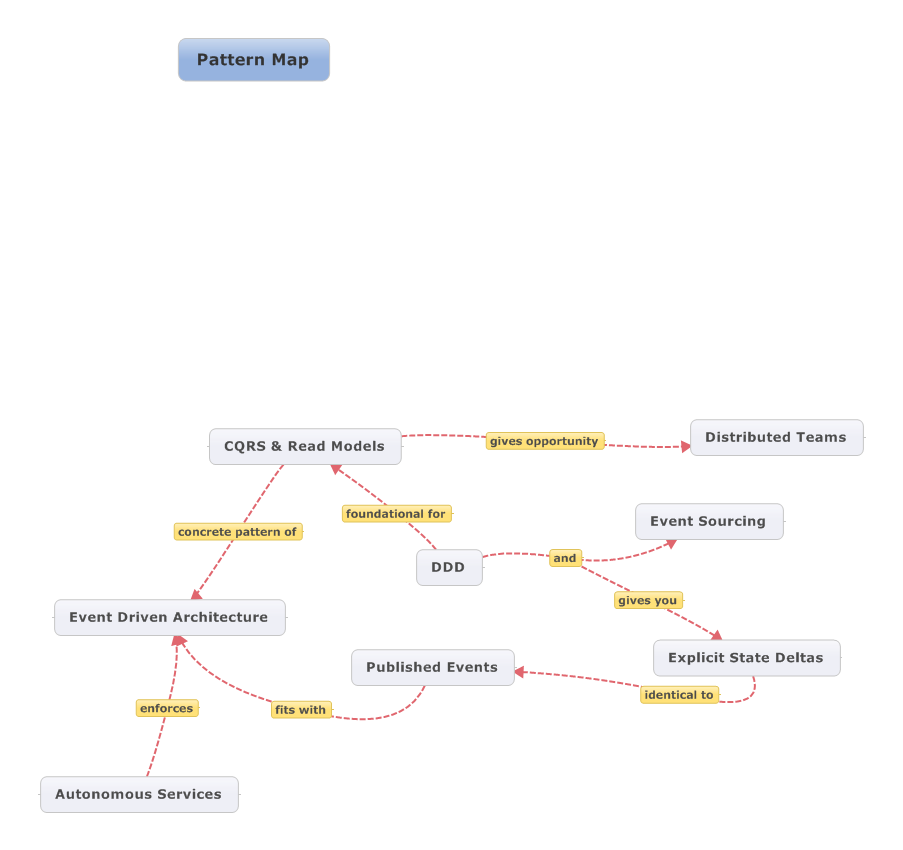 Pattern Map
CQRS & Read Models
gives opportunity
Distributed Teams
foundational for
Event Sourcing
concrete pattern of
DDD
and
gives you
Event Driven Architecture
Published Events
Explicit State Deltas
identical to
enforces
fits with
Autonomous Services